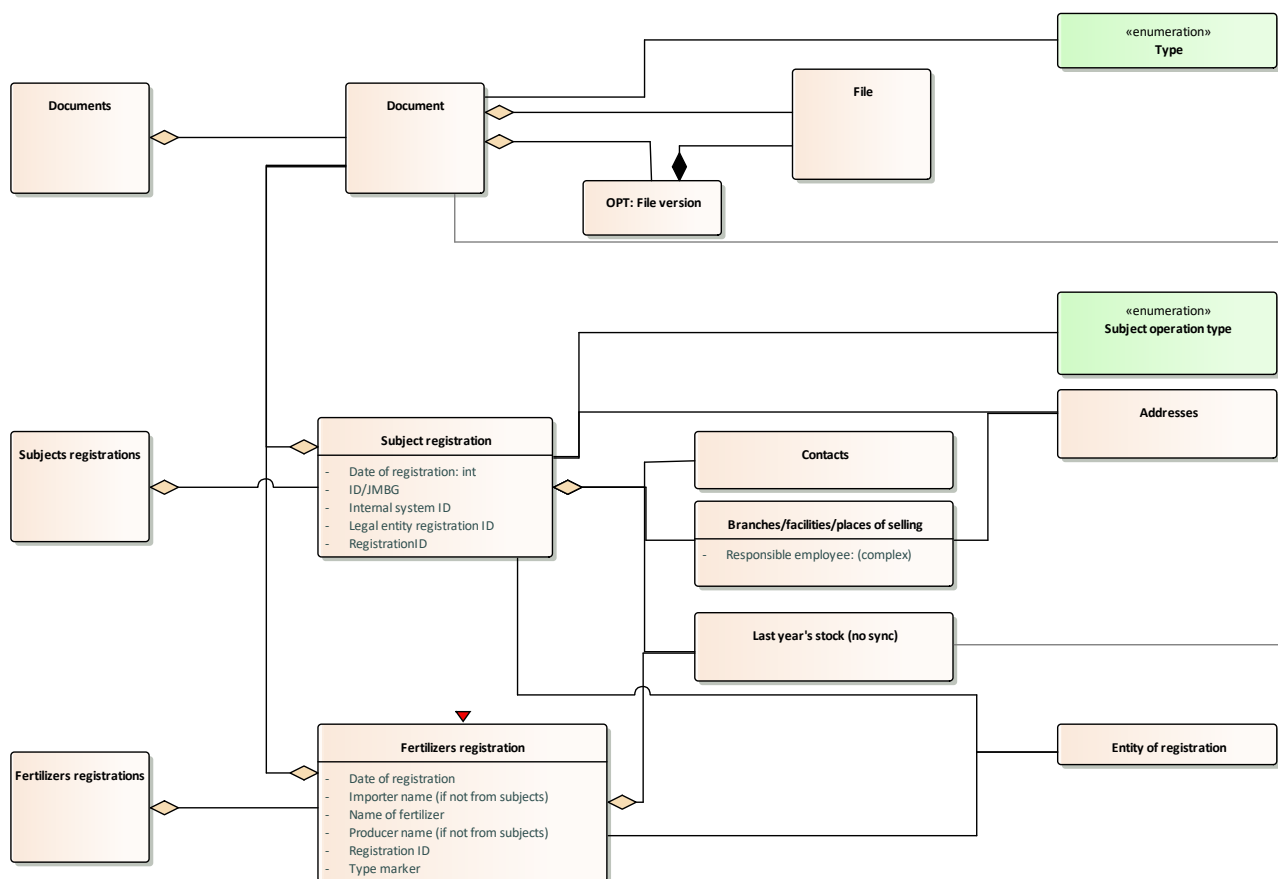 «enumeration»
Type
Documents
Document
File
OPT: File version
«enumeration»
Subject operation type
Addresses
Subjects registrations
Subject registration
- Date of registration: int
- ID/JMBG
- Internal system ID
- Legal entity registration ID
- RegistrationID
Contacts
Branches/facilities/places of selling
- Responsible employee: (complex)
Last year's stock (no sync)
Entity of registration
Fertilizers registrations
Fertilizers registration
- Date of registration
- Importer name (if not from subjects)
- Name of fertilizer
- Producer name (if not from subjects)
- Registration ID
- Type marker